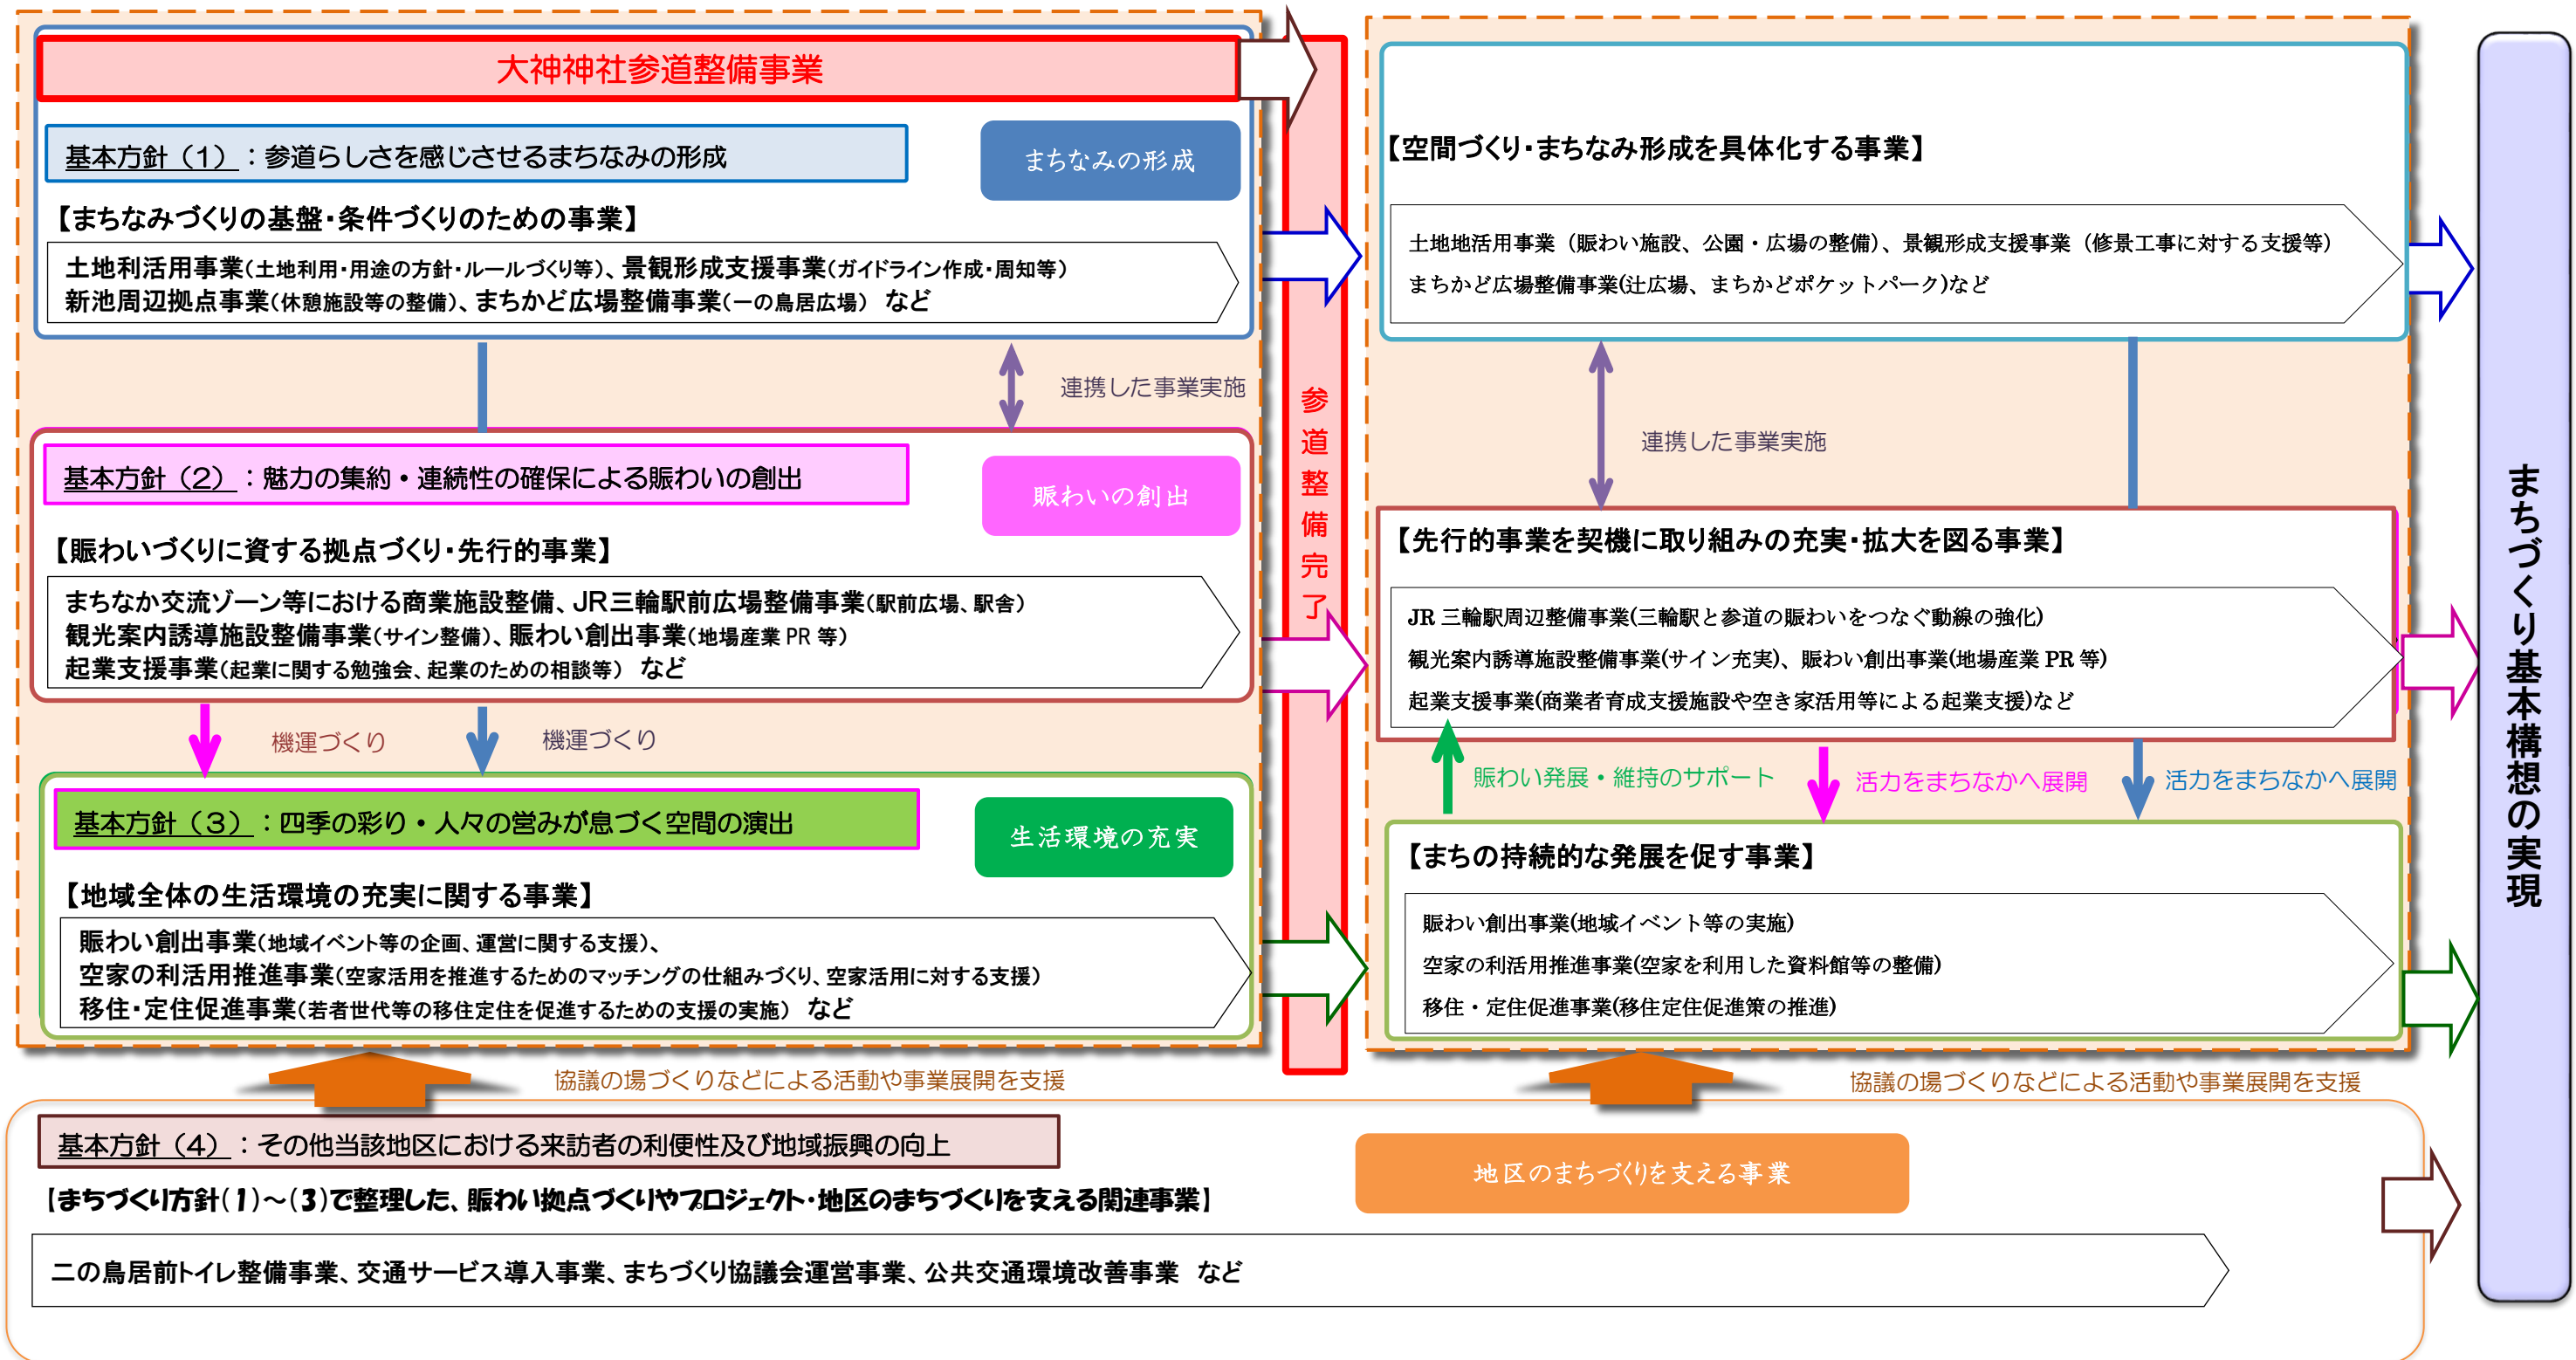 大神神社参道整備事業
基本方針（1）：参道らしさを感じさせるまちなみの形成
まちなみの形成
【まちなみづくりの基盤・条件づくりのための事業】
土地利活用事業（土地利用・用途の方針・ルールづくり等）、景観形成支援事業（ガイドライン作成・周知等）
新池周辺拠点事業（休憩施設等の整備）、まちかど広場整備事業（一の鳥居広場）　など
連携した事業実施
基本方針（2）：魅力の集約・連続性の確保による賑わいの創出
賑わいの創出
【賑わいづくりに資する拠点づくり・先行的事業】
まちなか交流ゾーン等における商業施設整備、JR三輪駅前広場整備事業（駅前広場、駅舎）
観光案内誘導施設整備事業（サイン整備）、賑わい創出事業（地場産業 PR 等）
起業支援事業（起業に関する勉強会、起業のための相談等）　など
機運づくり
機運づくり
基本方針（3）：四季の彩り・人々の営みが息づく空間の演出
生活環境の充実
【地域全体の生活環境の充実に関する事業】
賑わい創出事業（地域イベント等の企画、運営に関する支援）、
空家の利活用推進事業（空家活用を推進するためのマッチングの仕組みづくり、空家活用に対する支援）
移住・定住促進事業（若者世代等の移住定住を促進するための支援の実施）　など
参道整備完了
【空間づくり・まちなみ形成を具体化する事業】
土地地活用事業（賑わい施設、公園・広場の整備）、景観形成支援事業（修景工事に対する支援等）
まちかど広場整備事業(辻広場、まちかどポケットパーク)など
連携した事業実施
【先行的事業を契機に取り組みの充実・拡大を図る事業】
JR 三輪駅周辺整備事業(三輪駅と参道の賑わいをつなぐ動線の強化)
観光案内誘導施設整備事業(サイン充実)、賑わい創出事業(地場産業 PR 等)
起業支援事業(商業者育成支援施設や空き家活用等による起業支援)など
賑わい発展・維持のサポート
活力をまちなかへ展開
活力をまちなかへ展開
【まちの持続的な発展を促す事業】
賑わい創出事業(地域イベント等の実施)
空家の利活用推進事業(空家を利用した資料館等の整備)
移住・定住促進事業(移住定住促進策の推進)
協議の場づくりなどによる活動や事業展開を支援
協議の場づくりなどによる活動や事業展開を支援
基本方針（4）：その他当該地区における来訪者の利便性及び地域振興の向上
地区のまちづくりを支える事業
【まちづくり方針（1）～（3）で整理した、賑わい拠点づくりやプロジェクト・地区のまちづくりを支える関連事業】
二の鳥居前トイレ整備事業、交通サービス導入事業、まちづくり協議会運営事業、公共交通環境改善事業　など
まちづくり基本構想の実現